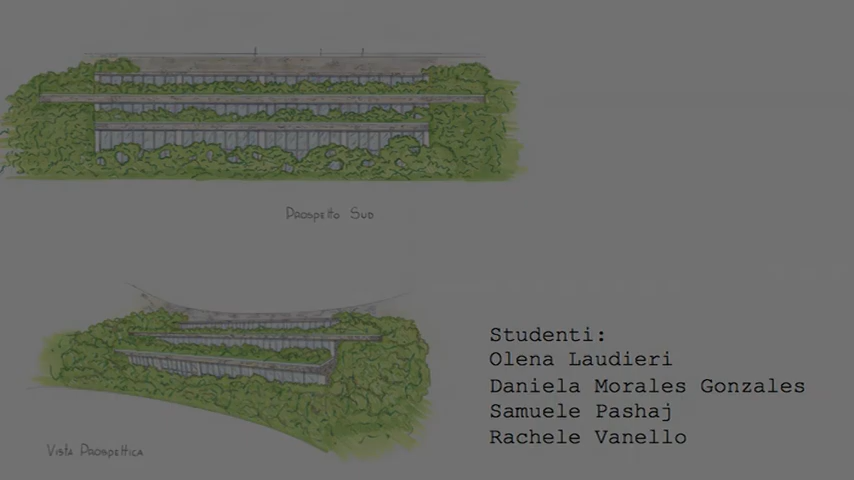 Prospetto Sud
Studenti:
Olena Laudieri
Daniela Morales Gonzales
Samuele Pashaj
Rachele Vanello
Vista Prospettica